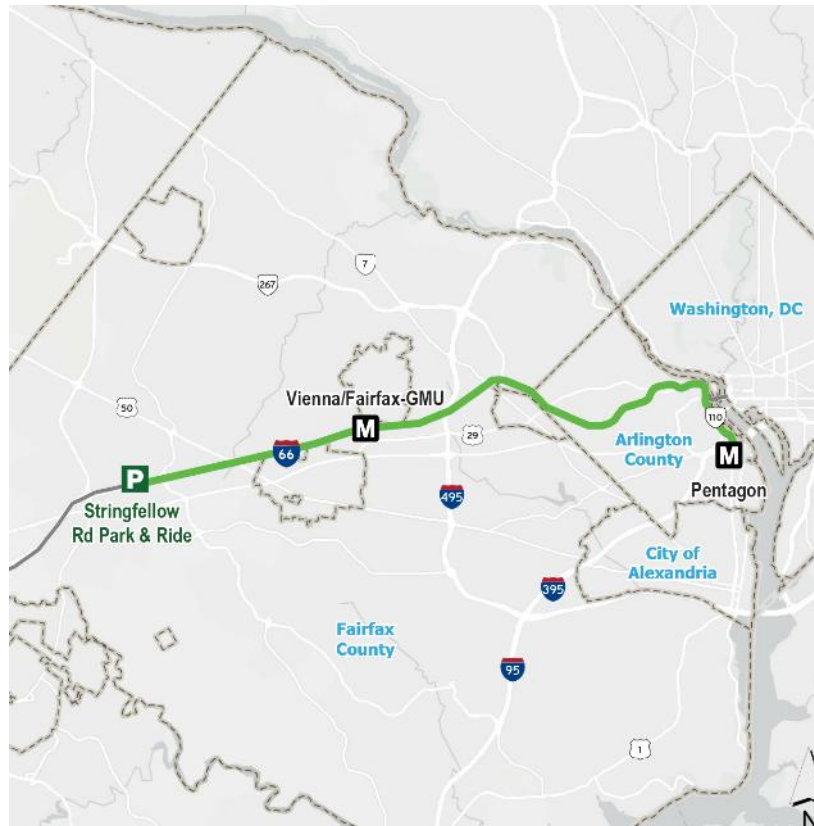 7
267
Washington, DC
Vienna/Fairfax-GMU
50
M
29
110
66
Arlington
County
M
P
Pentagon
Stringfellow
Rd Park & Ride
495
City of
Alexandria
395
Fairfax
County
95
1
N